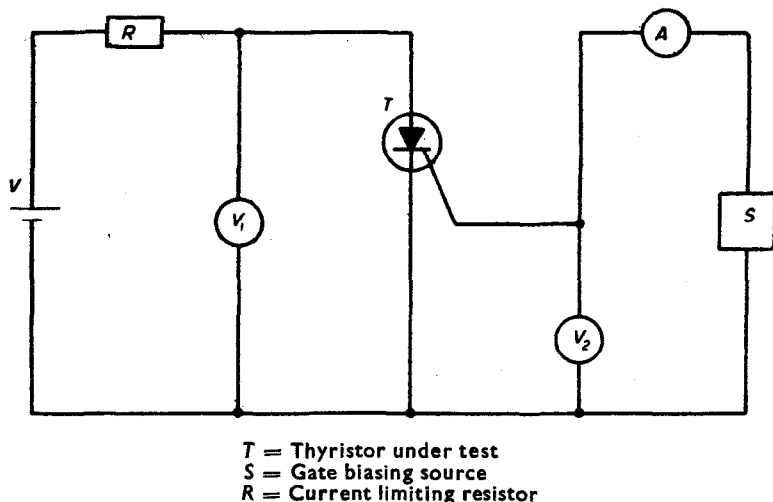 R
A
T
V
V₁
S
V₂
T = Thyristor under test
S = Gate biasing source
R = Current limiting resistor